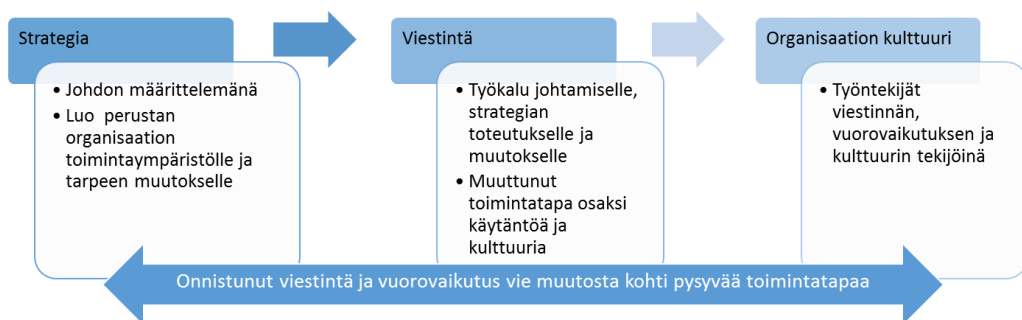 Strategia
• Johdon määrittelemänä
• Luo perustan
organisaation
toimintaympäristölle ja
tarpeen muutokselle
Viestintä
• Työkalu johtamiselle,
strategian
toteutukselle ja
muutokselle
• Muuttunut
toimintatapa osaksi
käytäntöä ja
kulttuuria
Organisaation kulttuuri
• Työntekijät
viestinnän,
vuorovaikutuksen ja
kulttuurin tekijöinä
Onnistunut viestintä ja vuorovaikutus vie muutosta kohti pysyvää toimintatapaa